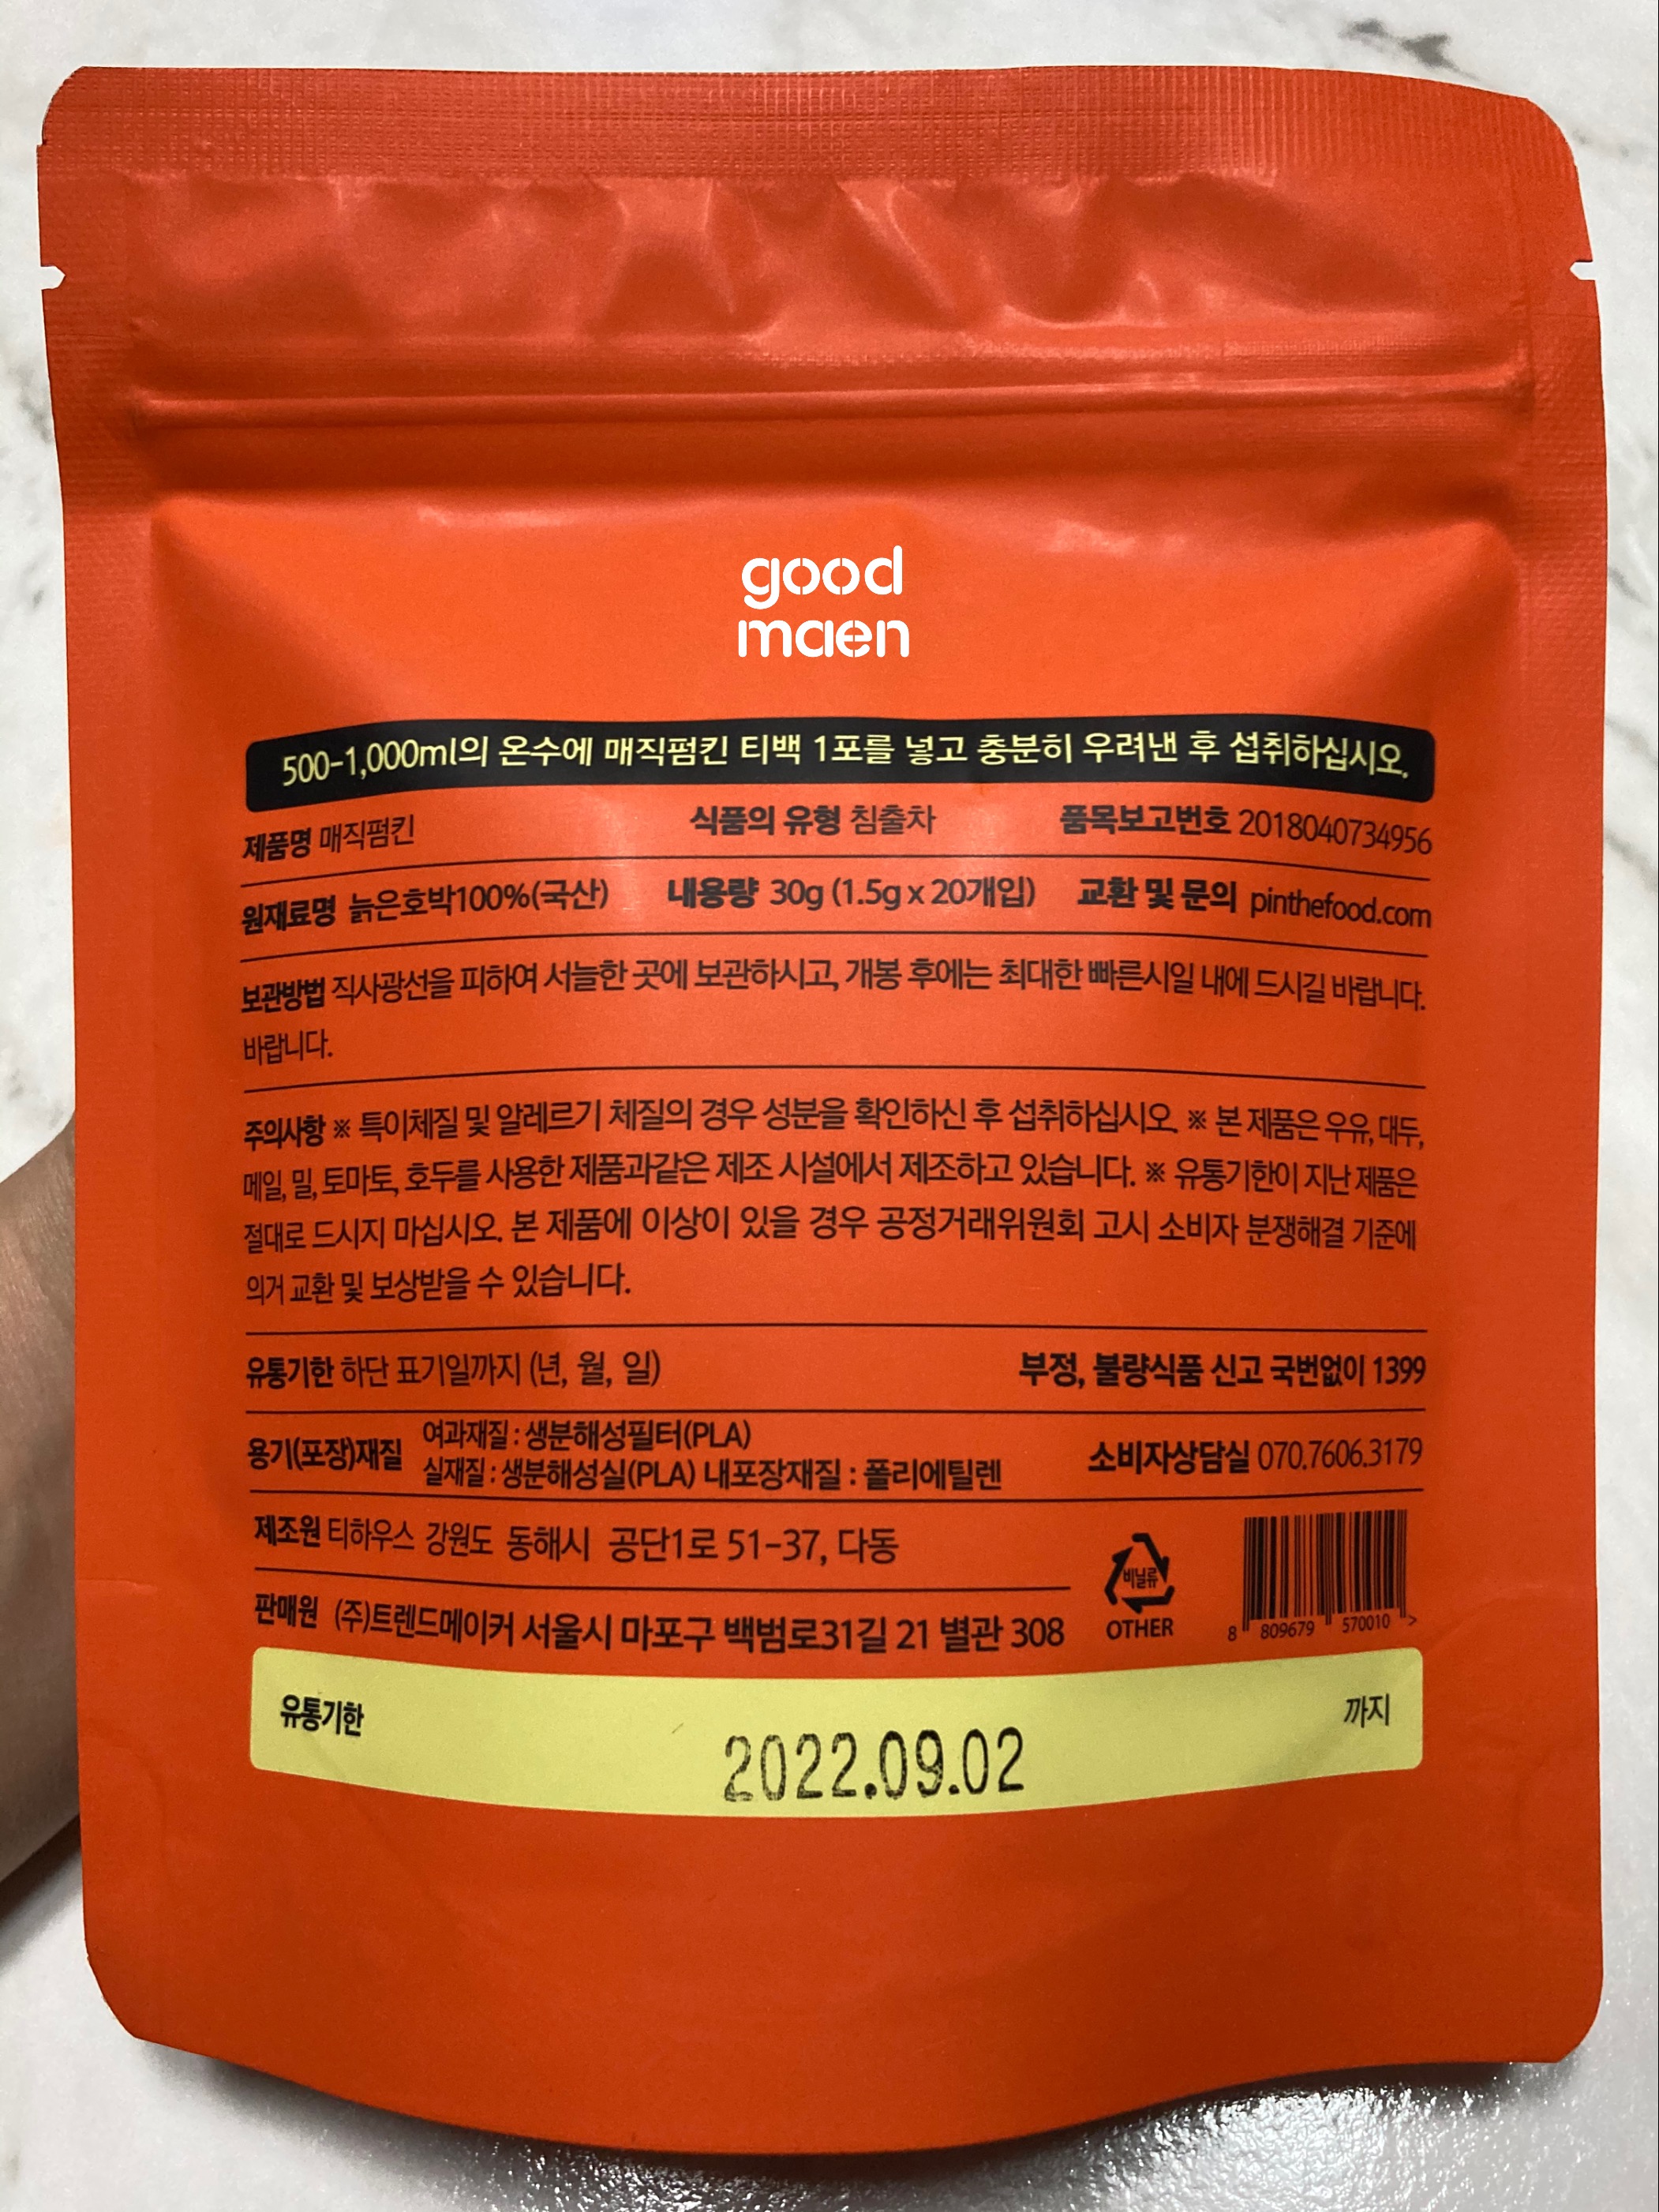 good
maen
500-1,000ml의 온수에 매직펌킨 티백 1포를 넣고 충분히 우려낸 후 섭취하십시오.
제품명 매직펌킨 식품의 유형 침출차 품목보고번호 2018040734956
원재료명 늙은호박100%(국산) 내용량 30g (1.5g x 20개입) 교환 및 문의 pinthefood.com
보관방법 직사광선을 피하여 서늘한 곳에 보관하시고, 개봉 후에는 최대한 빠른시일 내에 드시길 바랍니다.
바랍니다.
주의사항 ※ 특이체질 및 알레르기 체질의 경우 성분을 확인하신 후 섭취하십시오. ※ 본 제품은 우유, 대두,
메일, 밀, 토마토, 호두를 사용한 제품과같은 제조 시설에서 제조하고 있습니다. ※ 유통기한이 지난 제품은
절대로 드시지 마십시오. 본 제품에 이상이 있을 경우 공정거래위원회 고시 소비자 분쟁해결 기준에
의거 교환 및 보상받을 수 있습니다.
유통기한 하단 표기일까지 (년, 월, 일) 부정, 불량식품 신고 국번없이 1399
용기(포장)재질 여과재질 : 생분해성필터(PLA)
실재질 : 생분해성실(PLA) 내포장재질 : 폴리에틸렌 소비자상담실 070.7606.3179
제조원 티하우스 강원도 동해시 공단1로 51-37, 다동
판매원 (주)트렌드메이커 서울시 마포구 백범로31길 21 별관 308
비닐류
OTHER
8 809679 570010 >
유통기한 2022.09.02 까지